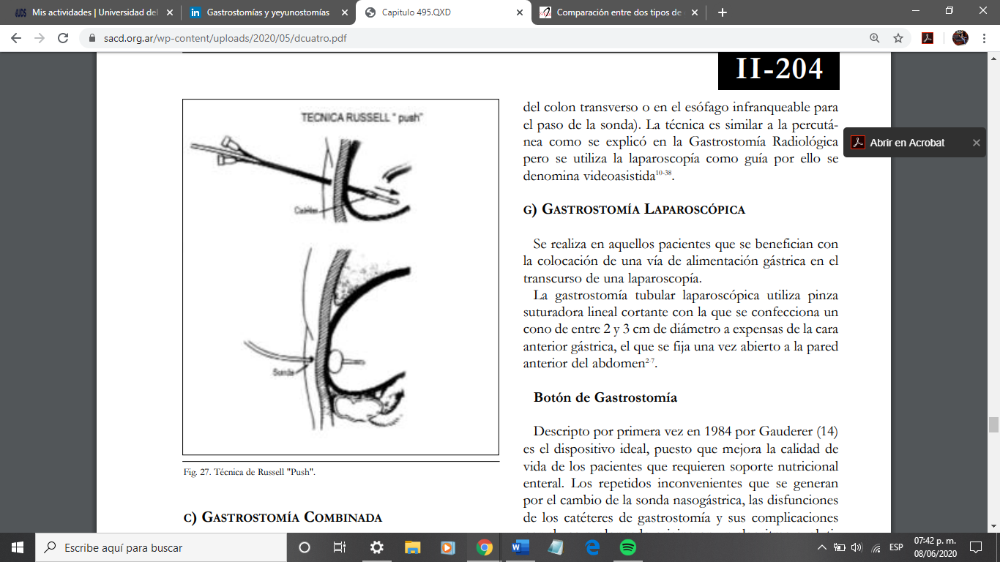 Mis actividades | Universidad del
Gastrostomías y yeyunostomías
Capitulo 495.QXD
Comparación entre dos tipos de
sacd.org.ar/wp-content/uploads/2020/05/dcuatro.pdf
II-204
TECNICA RUSSELL " push"
Sonda
Fig. 27. Técnica de Russell "Push".
C) GASTROSTOMÍA COMBINADA
del colon transverso o en el esófago infranqueable para
el paso de la sonda). La técnica es similar a la percutá-
nea como se explicó en la Gastrostomía Radiológica
pero se utiliza la laparoscopía como guía por ello se
denomina videoasistida10-38.
G) GASTROSTOMÍA LAPAROSCÓPICA
Se realiza en aquellos pacientes que se benefician con
la colocación de una vía de alimentación gástrica en el
transcurso de una laparoscopía.
La gastrostomía tubular laparoscópica utiliza pinza
suturadora lineal cortante con la que se confecciona un
cono de entre 2 y 3 cm de diámetro a expensas de la cara
anterior gástrica, el que se fija una vez abierto a la pared
anterior del abdomen2-7.
Botón de Gastrostomía
Descripto por primera vez en 1984 por Gauderer (14)
es el dispositivo ideal, puesto que mejora la calidad de
vida de los pacientes que requieren soporte nutricional
enteral. Los repetidos inconvenientes que se generan
por el cambio de la sonda nasogástrica, las disfunciones
de los catéteres de gastrostomía y sus complicaciones
Abrir en Acrobat
Escribe aquí para buscar
ESP
07:42 p. m.
08/06/2020